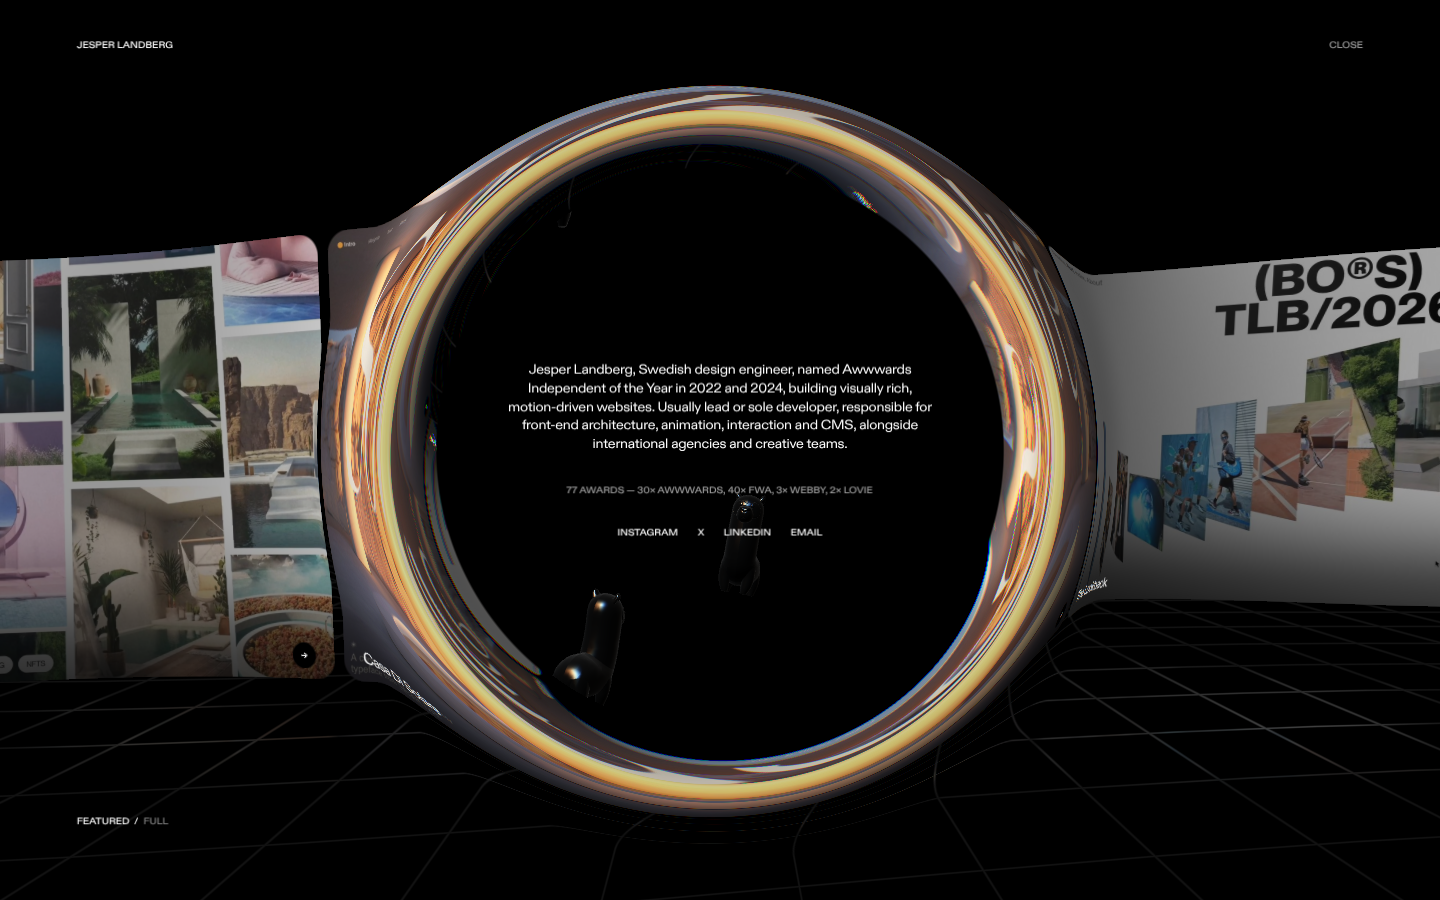 JESPER LANDBERG
CLOSE
Intro
(BO®S)
TLB/2026
Jesper Landberg, Swedish design engineer, named Awwwards
Independent of the Year in 2022 and 2024, building visually rich,
motion-driven websites. Usually lead or sole developer, responsible for
front-end architecture, animation, interaction and CMS, alongside
international agencies and creative teams.
77 AWARDS — 30× AWWWARDS, 40× FWA, 3× WEBBY, 2× LOVIE
INSTAGRAM X LINKEDIN EMAIL
NFTS
FEATURED / FULL